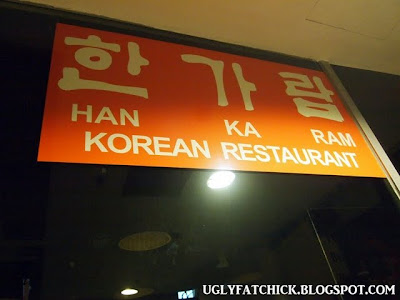 한 가 람
HAN KA RAM
KOREAN RESTAURANT
UGLYFATCHICK.BLOGSPOT.COM